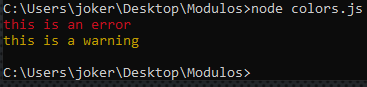 C:\Users\joker\Desktop\Modulos>node colors.js
this is an error
this is a warning
C:\Users\joker\Desktop\Modulos>